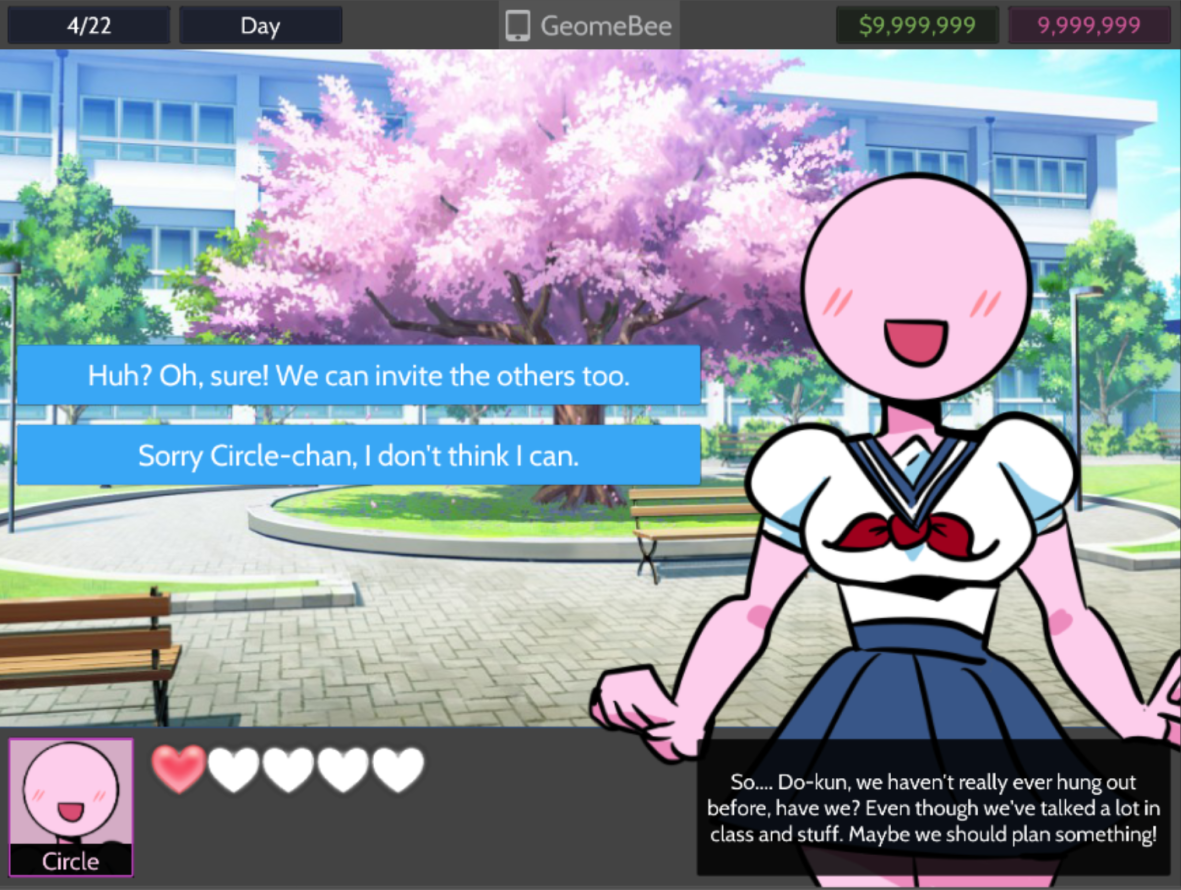 4/22
Day
GeomeBee
$9,999,999
9,999,999
Huh? Oh, sure! We can invite the others too.
Sorry Circle-chan, I don't think I can.
Circle
So.... Do-kun, we haven't really ever hung out
before, have we? Even though we've talked a lot in
class and stuff. Maybe we should plan something!